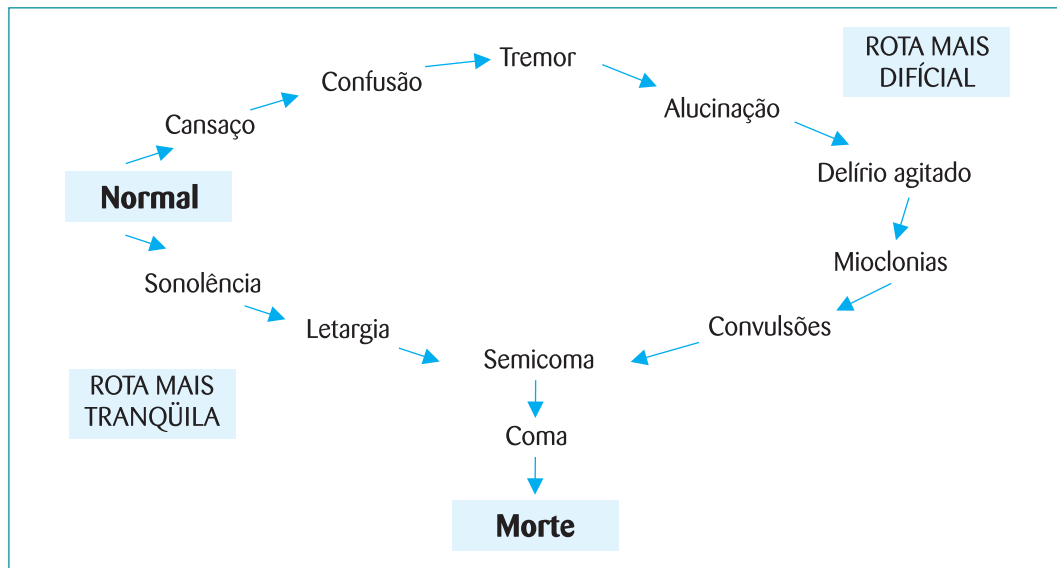 Tremor
ROTA MAIS
DIFÍCIAL
Confusão
Alucinação
Cansaço
Delírio agitado
Normal
Mioclonias
Sonolência
Convulsões
Letargia
Semicoma
ROTA MAIS
TRANQÜILA
Coma
Morte